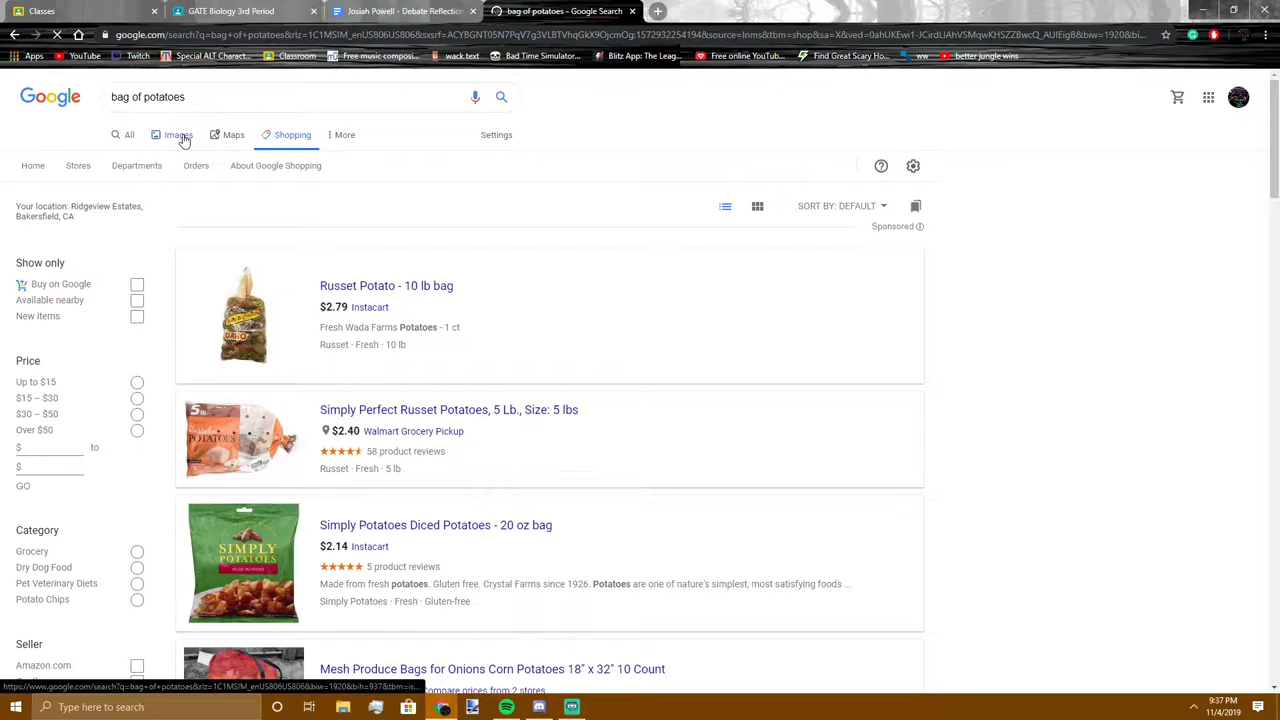 Classes
GATE Biology 3rd Period
Josiah Powell - Debate Reflection
bag of potatoes - Google Search
Apps YouTube Twitch Special ALT Charact... Classroom Free music composi... wack text Bad Time Simulator... Blitz App: The Leag... Free online YouTub... Find Great Scary Ho... ww better jungle wins
Google
bag of potatoes
All Images Maps Shopping More Settings
Home Stores Departments Orders About Google Shopping
Your location: Ridgeview Estates,
Bakersfield, CA
SORT BY: DEFAULT
Sponsored
Show only
Buy on Google
Available nearby
New items
Price
Up to $15
$15 – $30
$30 – $50
Over $50
$ to
$
GO
Category
Grocery
Dry Dog Food
Pet Veterinary Diets
Potato Chips
Seller
Amazon.com
Russet Potato - 10 lb bag
$2.79 Instacart
Fresh Wada Farms Potatoes - 1 ct
Russet · Fresh · 10 lb
Simply Perfect Russet Potatoes, 5 Lb., Size: 5 lbs
$2.40 Walmart Grocery Pickup
58 product reviews
Russet · Fresh · 5 lb
5 lb
POTATOES
Simply Potatoes Diced Potatoes - 20 oz bag
$2.14 Instacart
5 product reviews
Made from fresh potatoes. Gluten free. Crystal Farms since 1926. Potatoes are one of nature's simplest, most satisfying foods ...
Simply Potatoes · Fresh · Gluten-free
SIMPLY
POTATOES
Mesh Produce Bags for Onions Corn Potatoes 18" x 32" 10 Count
Compare prices from 2 stores
Type here to search
9:37 PM
11/4/2019